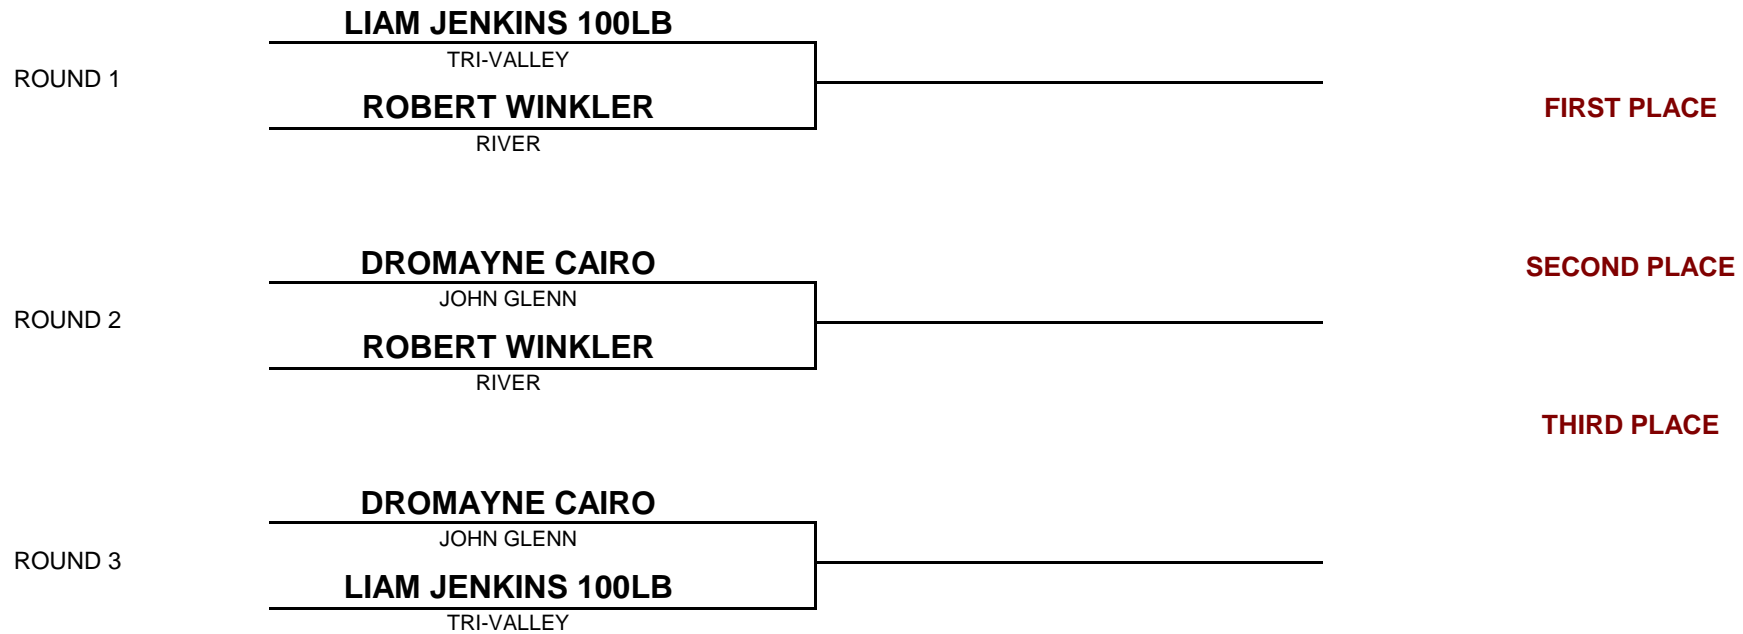 LIAM JENKINS 100LB
TRI-VALLEY
ROUND 1
ROBERT WINKLER
FIRST PLACE
RIVER
DROMAYNE CAIRO
SECOND PLACE
JOHN GLENN
ROUND 2
ROBERT WINKLER
RIVER
THIRD PLACE
DROMAYNE CAIRO
JOHN GLENN
ROUND 3
LIAM JENKINS 100LB
TRI-VALLEY